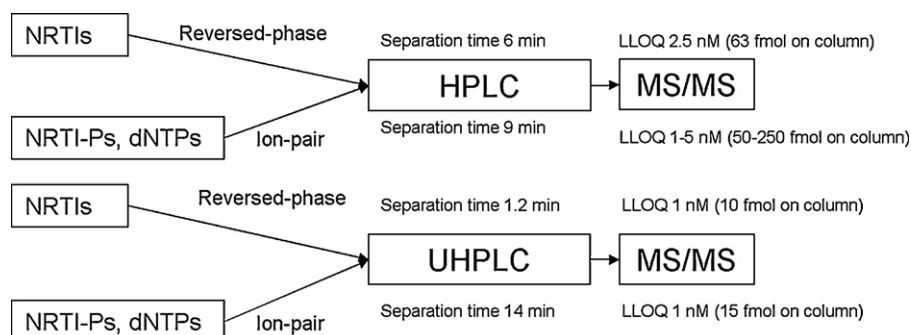 NRTIs
Reversed-phase
Separation time 6 min
LLOQ 2.5 nM (63 fmol on column)
HPLC
MS/MS
NRTI-Ps, dNTPs
Ion-pair
Separation time 9 min
LLOQ 1-5 nM (50-250 fmol on column)
NRTIs
Reversed-phase
Separation time 1.2 min
LLOQ 1 nM (10 fmol on column)
UHPLC
MS/MS
NRTI-Ps, dNTPs
Ion-pair
Separation time 14 min
LLOQ 1 nM (15 fmol on column)